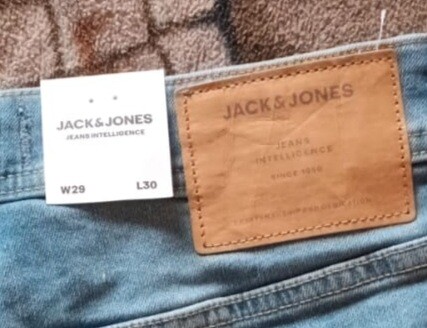 JACK&JONES
JEANS INTELLIGENCE
W29 L30
JACK&JONES
JEANS
INTELLIGENCE
SINCE 1990